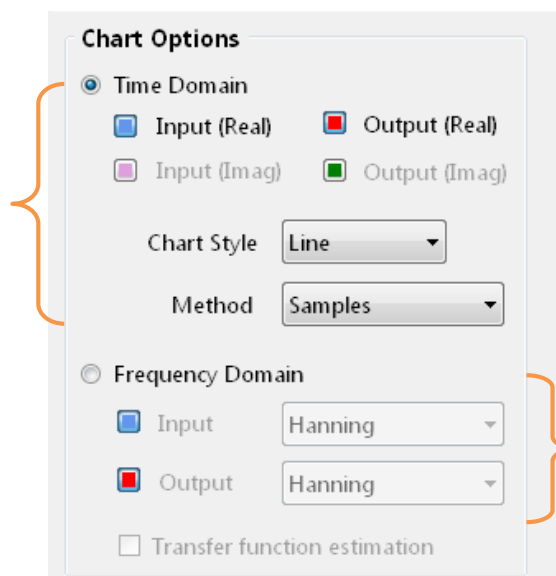 Chart Options
Time Domain
Input (Real) Output (Real)
Input (Imag) Output (Imag)
Chart Style Line
Method Samples
Frequency Domain
Input Hanning
Output Hanning
Transfer function estimation